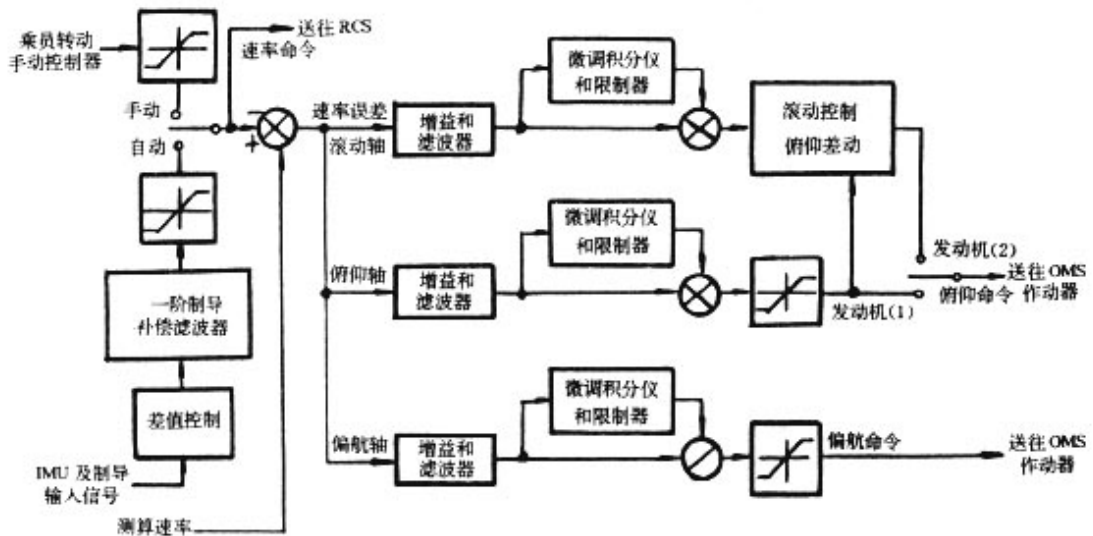 乘员转动
手动控制器
送往 RCS
速率命令
手动
自动
−
+
速率误差
滚动轴
增益和
滤波器
微调积分仪
和限制器
滚动控制
俯仰差动
俯仰轴
增益和
滤波器
微调积分仪
和限制器
发动机(1)
发动机(2)
俯仰命令
送往 OMS
作动器
一阶制导
补偿滤波器
差值控制
IMU 及制导
输入信号
测算速率
偏航轴
增益和
滤波器
微调积分仪
和限制器
偏航命令
送往 OMS
作动器